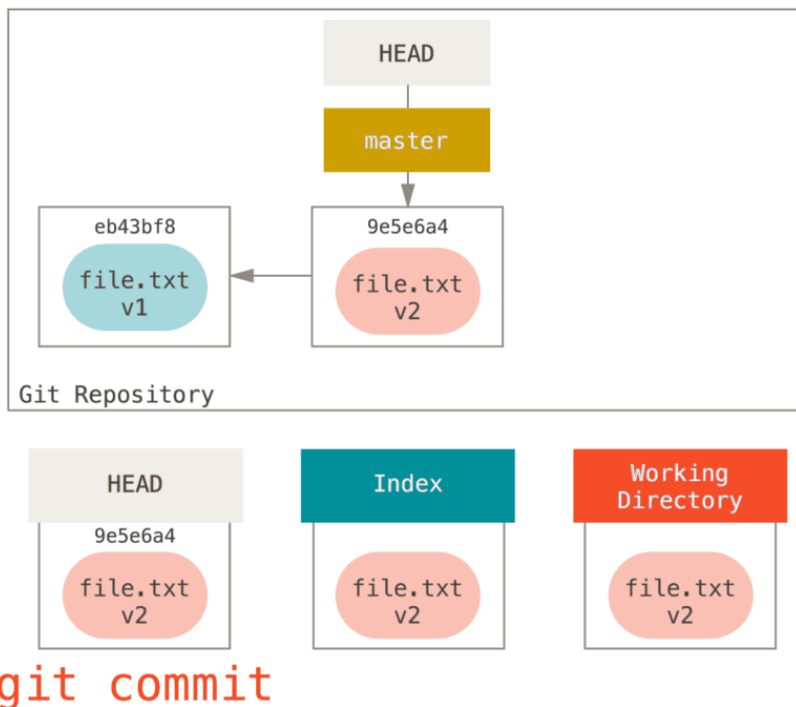 HEAD
master
eb43bf8
9e5e6a4
file.txt
v1
file.txt
v2
Git Repository
HEAD
Index
Working
Directory
9e5e6a4
file.txt
v2
file.txt
v2
file.txt
v2
git commit